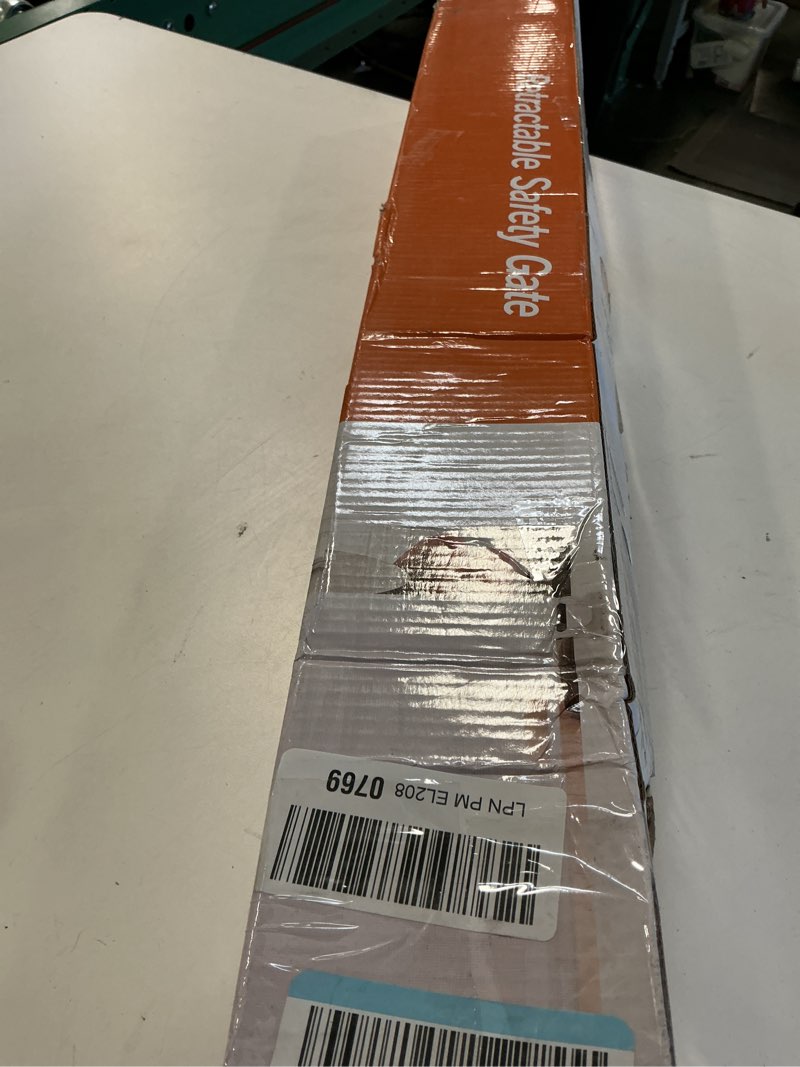 Retractable Safety Gate
LPN PM EL208 0769